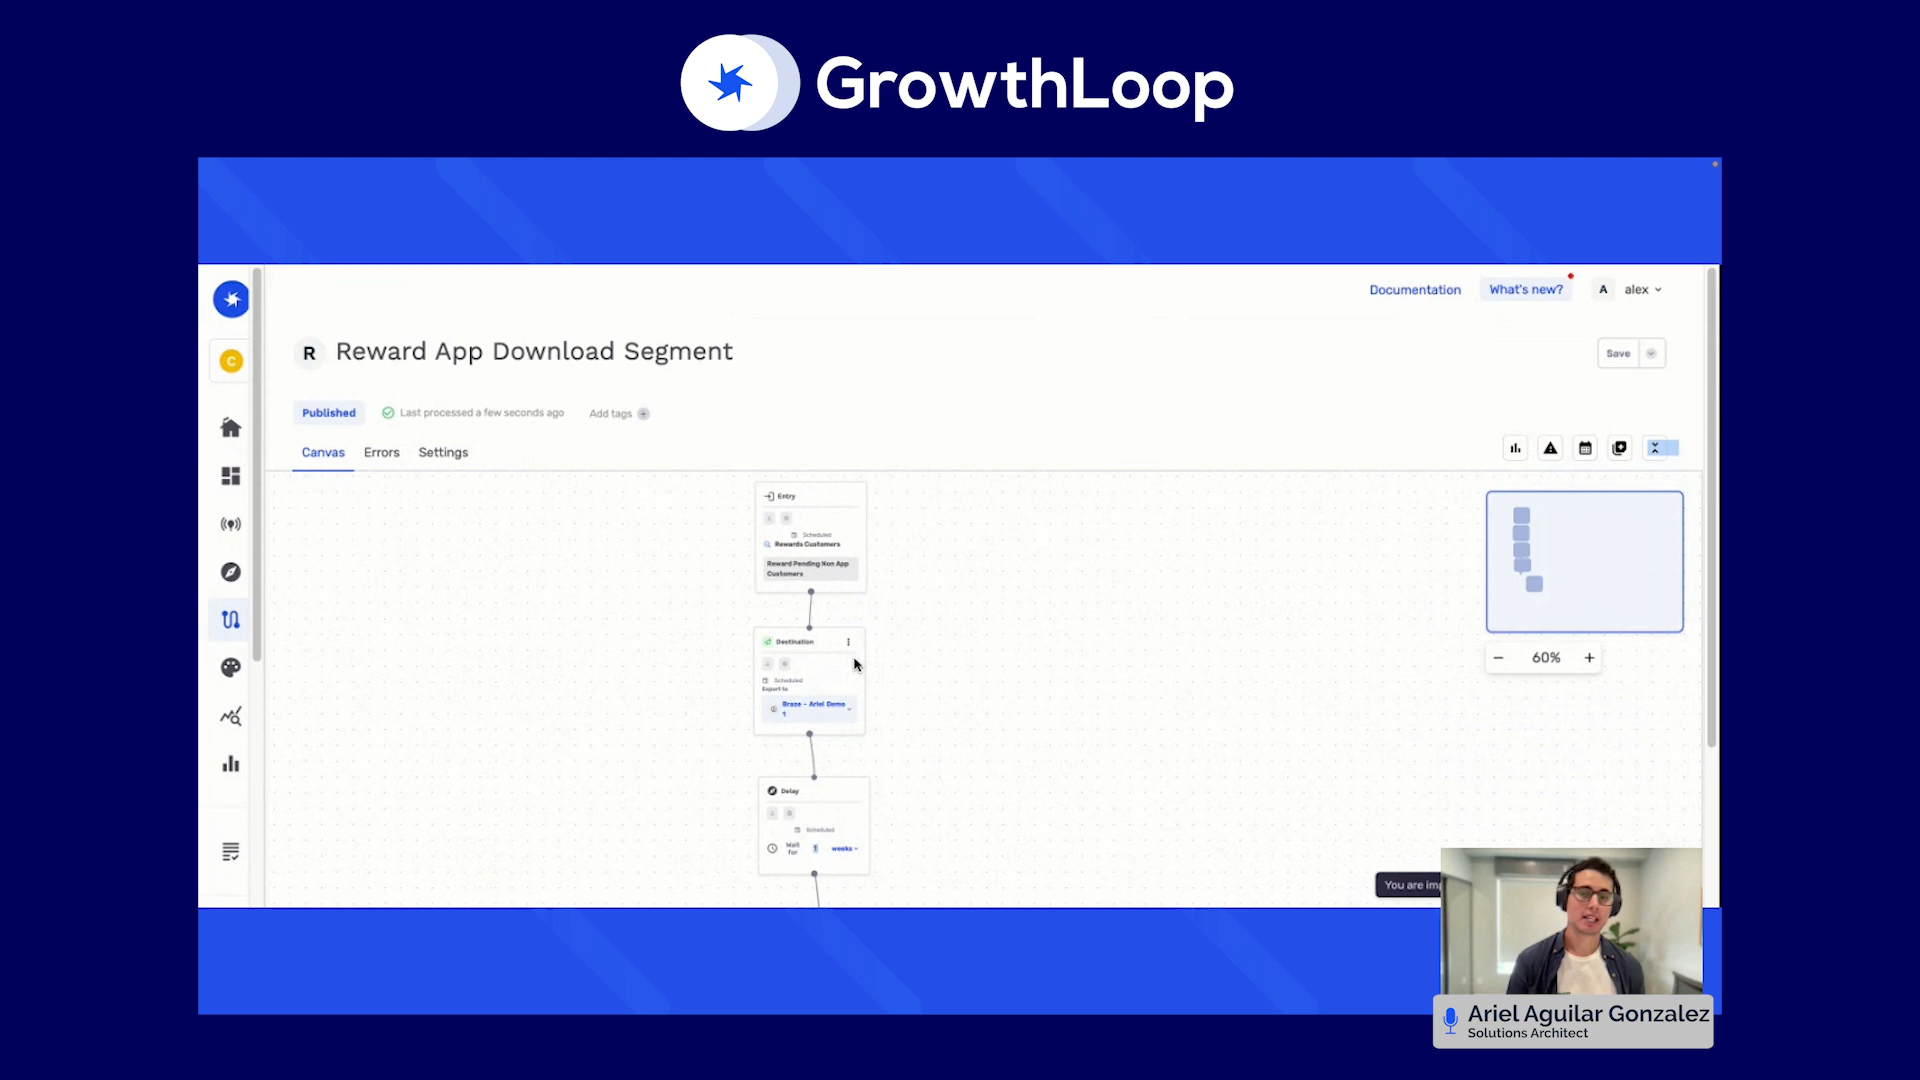 GrowthLoop
Documentation
What's new?
A
alex
C
R
Reward App Download Segment
Save
Published
Last processed a few seconds ago
Add tags
Canvas
Errors
Settings
Entry
Scheduled
Rewards Customers
Reward Pending Non App
Customers
Destination
Scheduled
Export to
Braze - Ariel Demo
1
Delay
Scheduled
Wait
for
1
weeks
60%
You are im
Ariel Aguilar Gonzalez
Solutions Architect